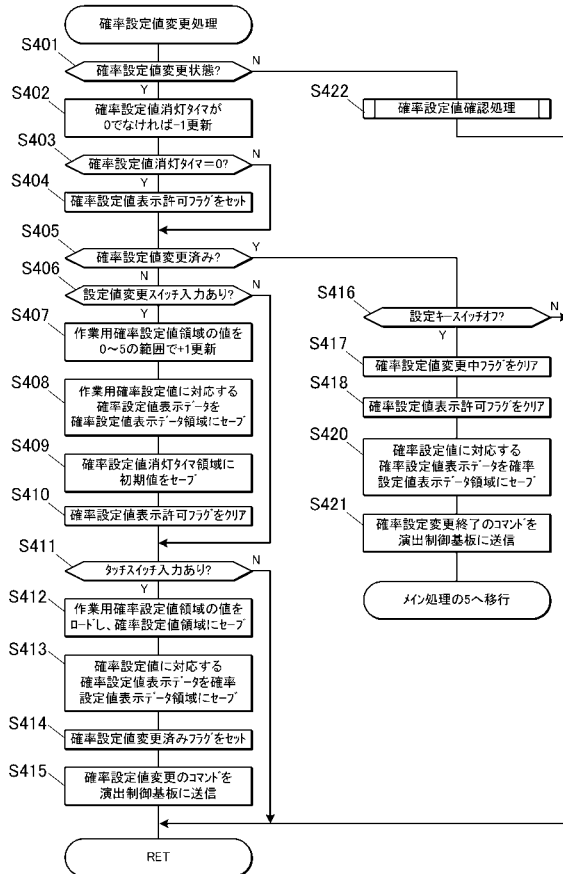 確率設定値変更処理
S401
確率設定値変更状態?
N
Y
S402
確率設定値消灯タイマが
0でなければ-1更新
S403
確率設定値消灯タイマ=0?
N
Y
S404
確率設定値表示許可フラグをセット
S405
確率設定値変更済み?
Y
N
S406
設定値変更スイッチ入力あり?
N
Y
S407
作業用確率設定値領域の値を
0~5の範囲で+1更新
S408
作業用確率設定値に対応する
確率設定値表示データを
確率設定値表示データ領域にセーブ
S409
確率設定値消灯タイマ領域に
初期値をセーブ
S410
確率設定値表示許可フラグをクリア
S411
タッチスイッチ入力あり?
N
Y
S412
作業用確率設定値領域の値を
ロードし、確率設定値領域にセーブ
S413
確率設定値に対応する
確率設定値表示データを確率
設定値表示データ領域にセーブ
S414
確率設定値変更済みフラグをセット
S415
確率設定値変更のコマンドを
演出制御基板に送信
RET
S422
確率設定値確認処理
S416
設定キースイッチオフ?
N
Y
S417
確率設定値変更中フラグをクリア
S418
確率設定値表示許可フラグをクリア
S420
確率設定値に対応する
確率設定値表示データを確率
設定値表示データ領域にセーブ
S421
確率設定変更終了のコマンドを
演出制御基板に送信
メイン処理の5へ移行